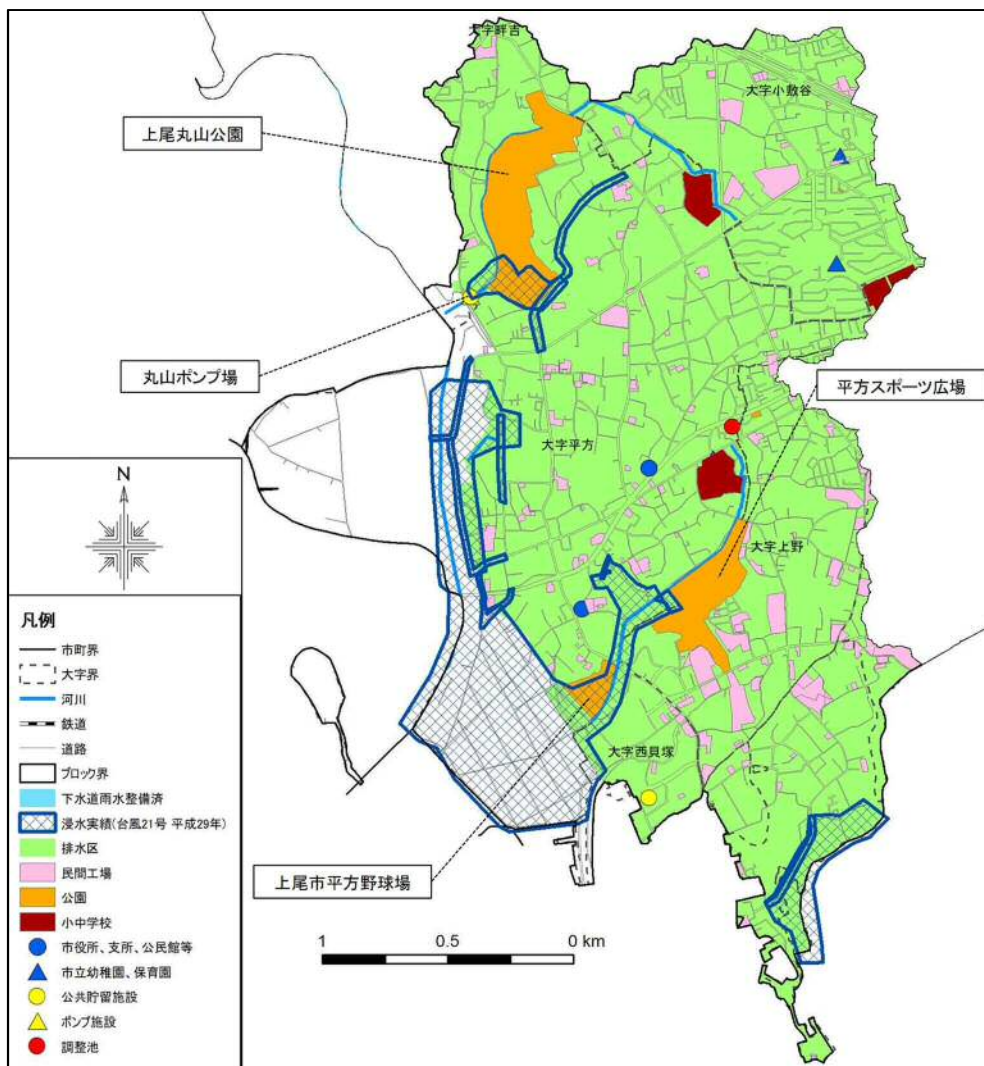 大字畔吉
大字小敷谷
上尾丸山公園
丸山ポンプ場
平方スポーツ広場
大字平方
大字上野
N
凡例
市町界
大字界
河川
鉄道
道路
ブロック界
下水道雨水整備済
浸水実績(台風21号 平成29年)
排水区
民間工場
公園
小中学校
市役所、支所、公民館等
市立幼稚園、保育園
公共貯留施設
ポンプ施設
調整池
大字西貝塚
上尾市平方野球場
1 0.5 0 km